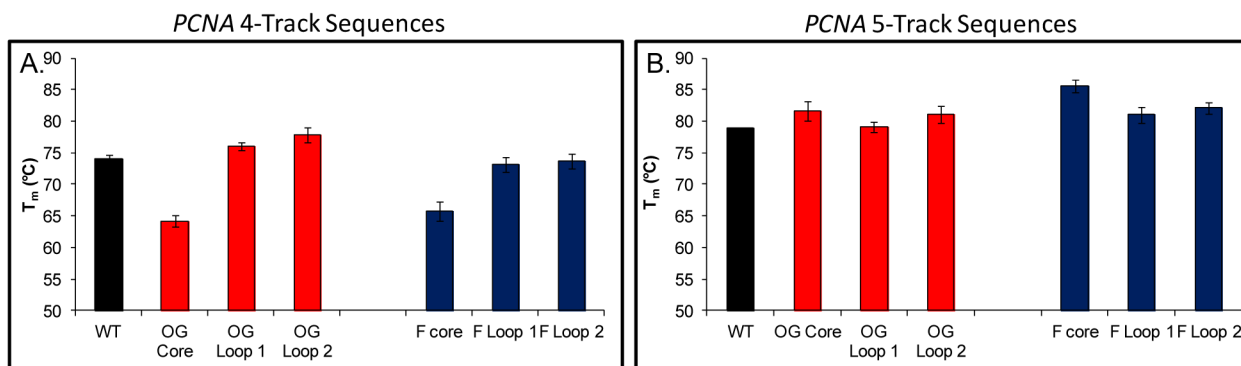 PCNA 4-Track Sequences
A.
Tm (ºC)
90
85
80
75
70
65
60
55
50
WT
OG
Core
OG
Loop 1
OG
Loop 2
F core
F Loop 1
F Loop 2
PCNA 5-Track Sequences
B.
Tm (ºC)
90
85
80
75
70
65
60
55
50
WT
OG Core
OG
Loop 1
OG
Loop 2
F core
F Loop 1
F Loop 2